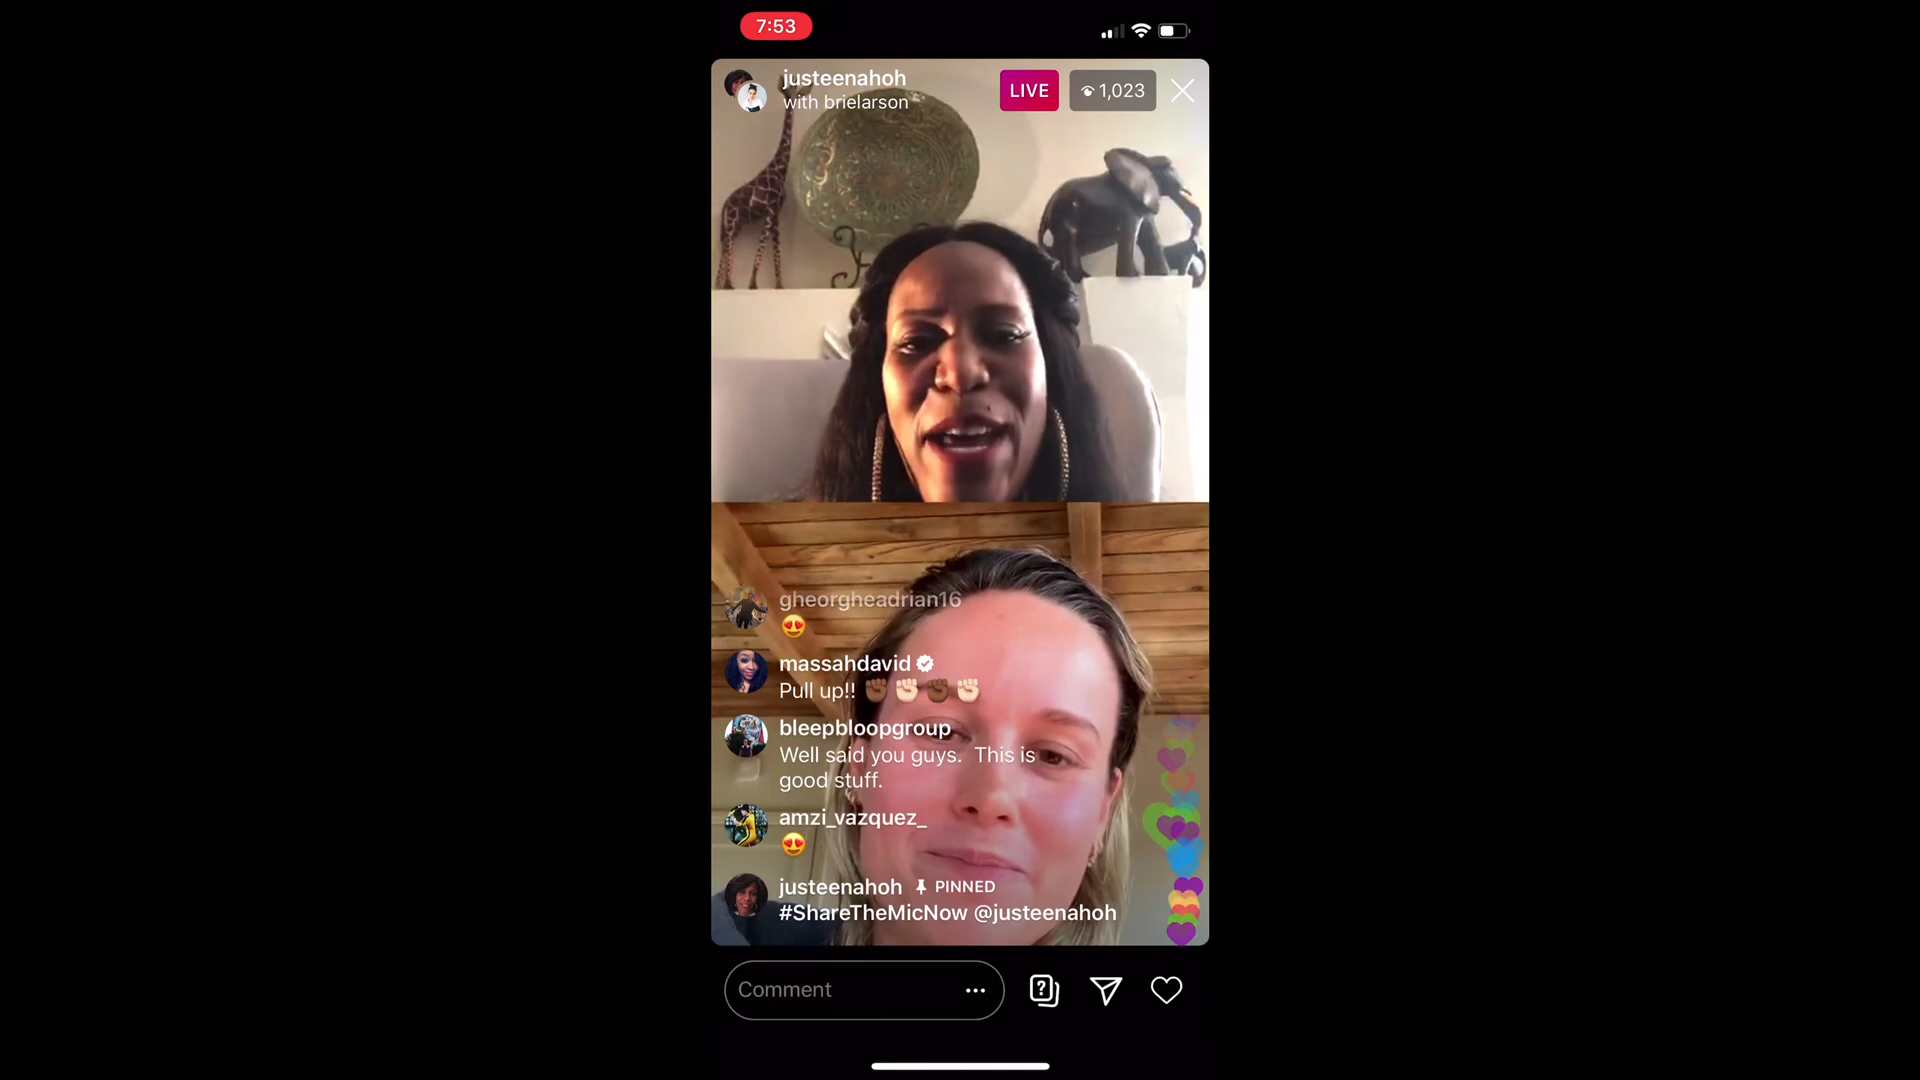 7:53
justeenahoh
with brielarson
LIVE
1,023
gheorgheadrian16
😍
massahdavid
Pull up!! ✊🏾✊🏻✊🏾✊🏻
bleepbloopgroup
Well said you guys. This is
good stuff.
amzi_vazquez_
😍
justeenahoh PINNED
#ShareTheMicNow @justeenahoh
Comment